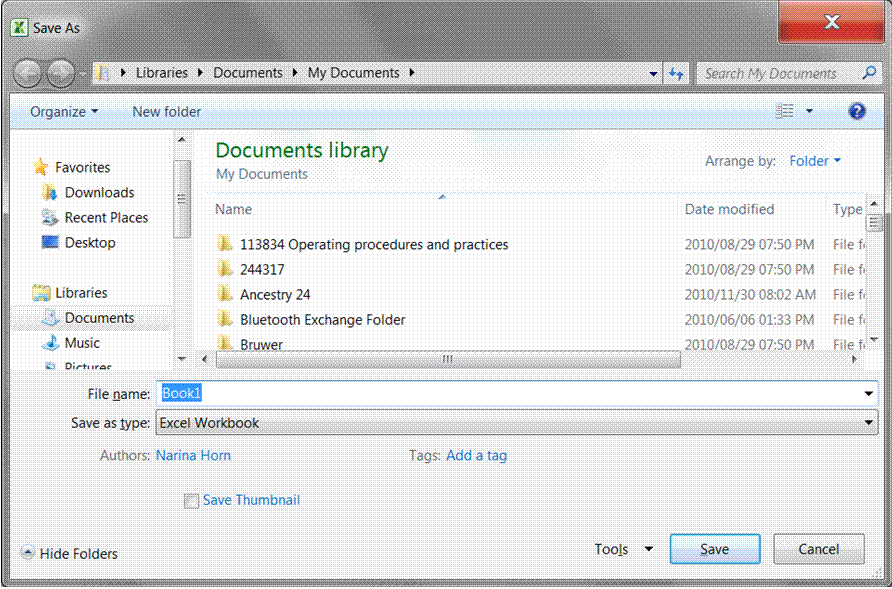 Save As
Libraries Documents My Documents
Search My Documents
Organize New folder
Documents library
My Documents
Arrange by: Folder
Name Date modified Type
Favorites
Downloads
Recent Places
Desktop
Libraries
Documents
Music
Pictures
113834 Operating procedures and practices 2010/08/29 07:50 PM File f
244317 2010/08/29 07:50 PM File f
Ancestry 24 2010/11/30 08:02 AM File f
Bluetooth Exchange Folder 2010/06/06 01:33 PM File f
Bruwer 2010/08/29 07:50 PM File f
File name: Book1
Save as type: Excel Workbook
Authors: Narina Horn Tags: Add a tag
Save Thumbnail
Hide Folders Tools Save Cancel